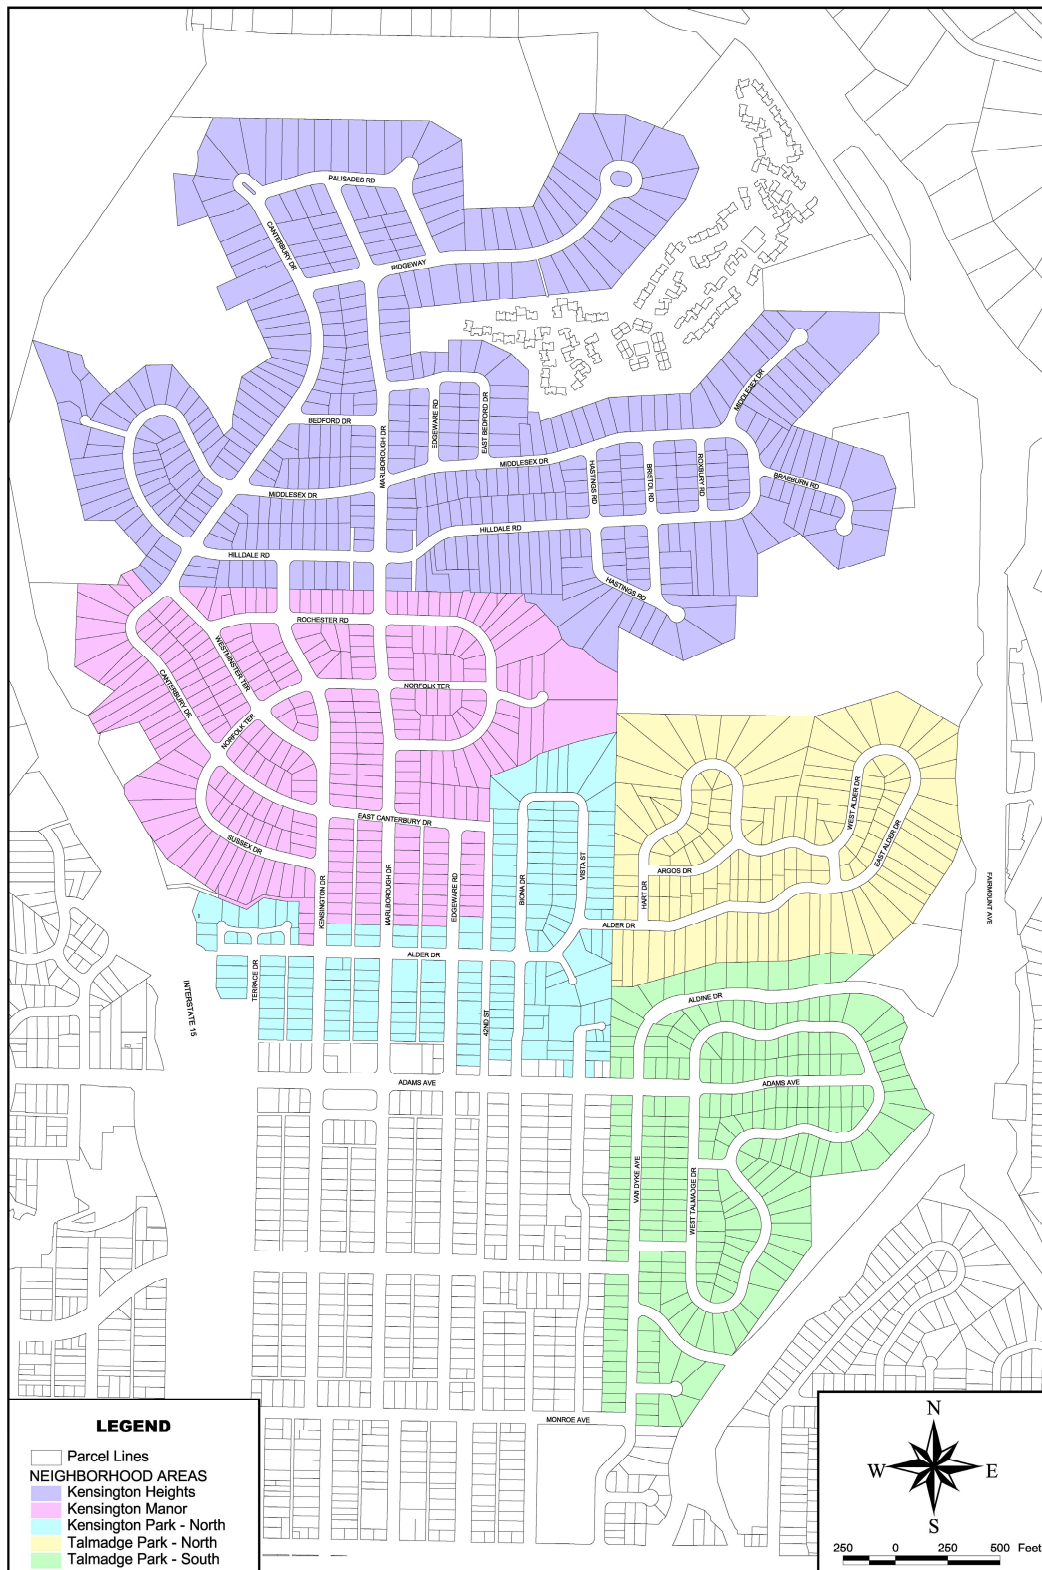 PALISADES RD
CANTERBURY DR
RIDGEWAY
MIDDLESEX DR
BEDFORD DR
EDGEWARE RD
EAST BEDFORD DR
MARLBOROUGH DR
MIDDLESEX DR
HASTINGS RD
BRISTOL RD
ROXBURY RD
BRAEBURN RD
MIDDLESEX DR
HILLDALE RD
HILLDALE RD
HASTINGS RD
ROCHESTER RD
WESTMINSTER TER
CANTERBURY DR
NORFOLK TER
NORFOLK TER
EAST CANTERBURY DR
SUSSEX DR
KENSINGTON DR
MARLBOROUGH DR
EDGEWARE RD
BIONA DR
VISTA ST
HART DR
ARGOS DR
WEST ALDER DR
EAST ALDER DR
FAIRMOUNT AVE
ALDER DR
ALDER DR
TERRACE DR
INTERSTATE 15
42ND ST
ALDINE DR
ADAMS AVE
ADAMS AVE
VAN DYKE AVE
WEST TALMADGE DR
MONROE AVE
LEGEND
Parcel Lines
NEIGHBORHOOD AREAS
Kensington Heights
Kensington Manor
Kensington Park - North
Talmadge Park - North
Talmadge Park - South
N
W E
S
250 0 250 500 Feet